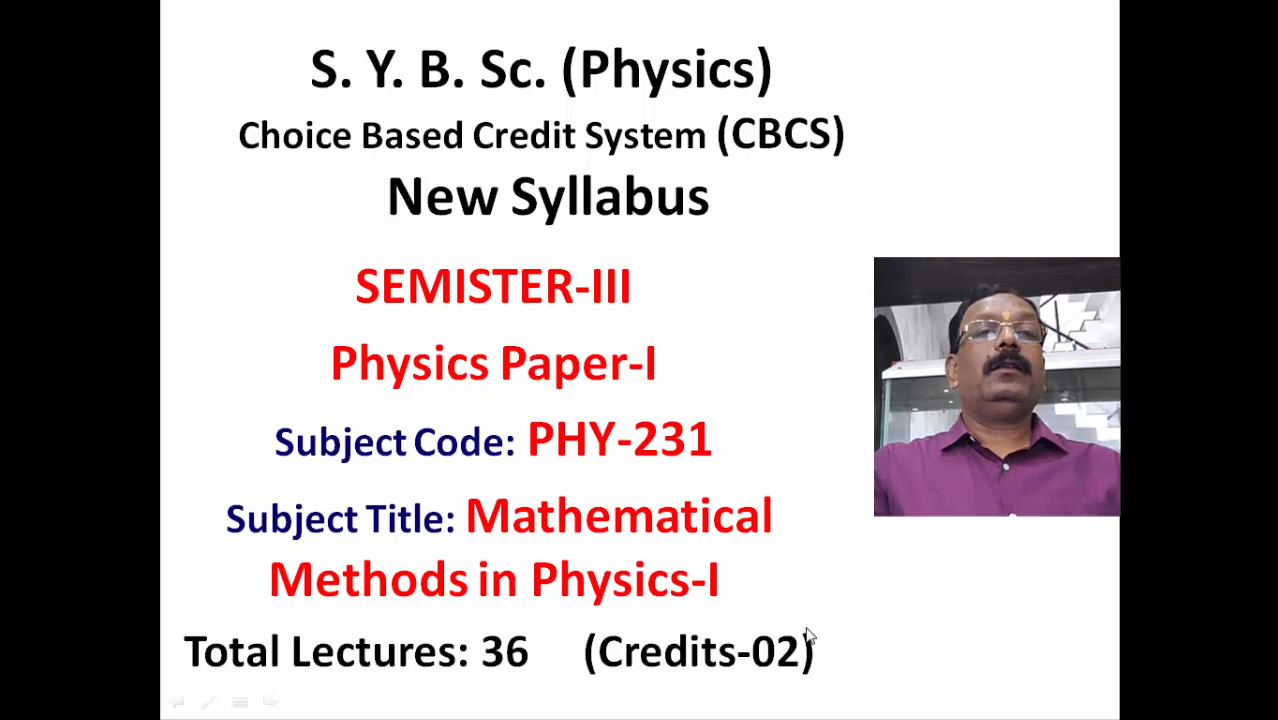 S. Y. B. Sc. (Physics)
Choice Based Credit System (CBCS)
New Syllabus
SEMISTER-III
Physics Paper-I
Subject Code: PHY-231
Subject Title: Mathematical
Methods in Physics-I
Total Lectures: 36 (Credits-02)